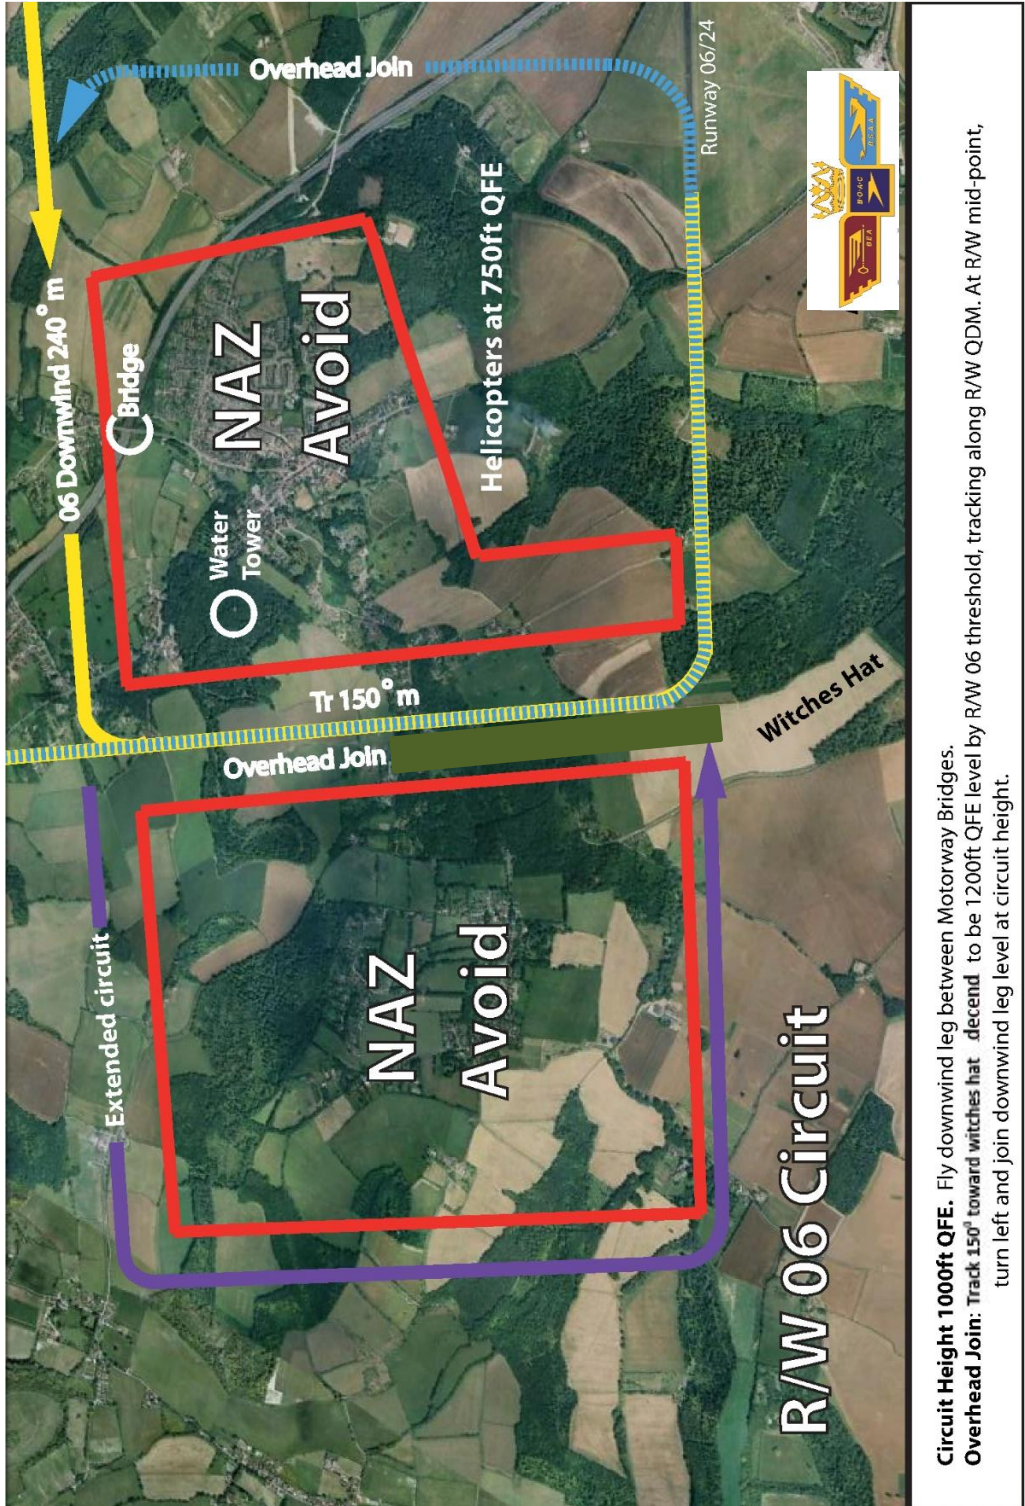 06 Downwind 240° m
Overhead Join
Bridge
NAZ
Avoid
Water
Tower
Helicopters at 750ft QFE
Runway 06/24
Tr 150° m
Overhead Join
Witches Hat
Extended circuit
NAZ
Avoid
R/W 06 Circuit
BEA
B·O·A·C
BSAA
Circuit Height 1000ft QFE. Fly downwind leg between Motorway Bridges.
Overhead Join: Track 150° toward witches hat decend to be 1200ft QFE level by R/W 06 threshold, tracking along R/W QDM. At R/W mid-point,
turn left and join downwind leg level at circuit height.